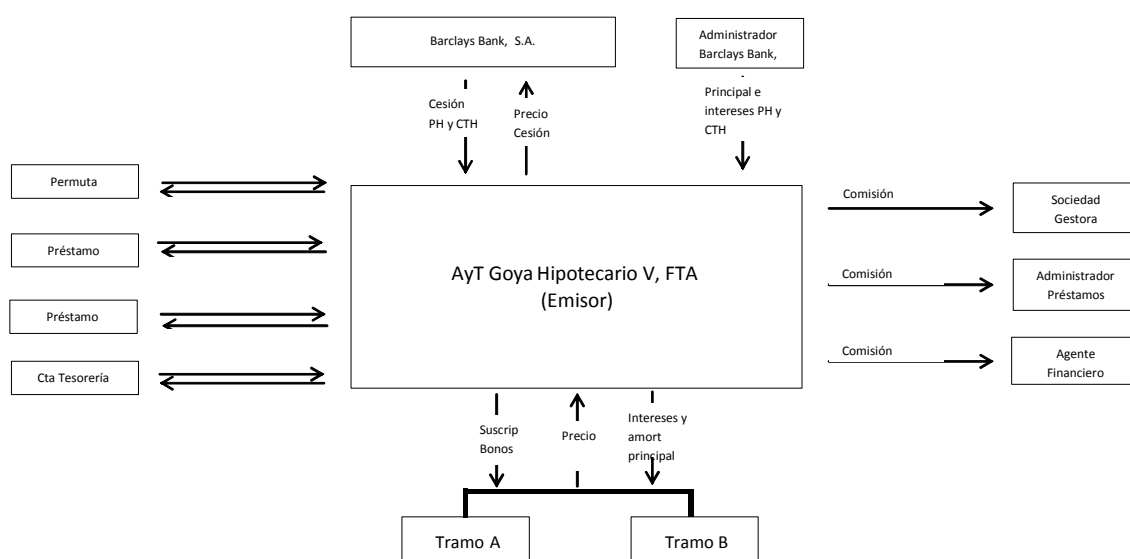 Barclays Bank, S.A.
Administrador
Barclays Bank,
Cesión
PH y CTH
Precio
Cesión
Principal e
intereses PH y
CTH
Permuta
Préstamo
Préstamo
Cta Tesorería
AyT Goya Hipotecario V, FTA
(Emisor)
Comisión
Sociedad
Gestora
Comisión
Administrador
Préstamos
Comisión
Agente
Financiero
Suscrip
Bonos
Precio
Intereses y
amort
principal
Tramo A
Tramo B